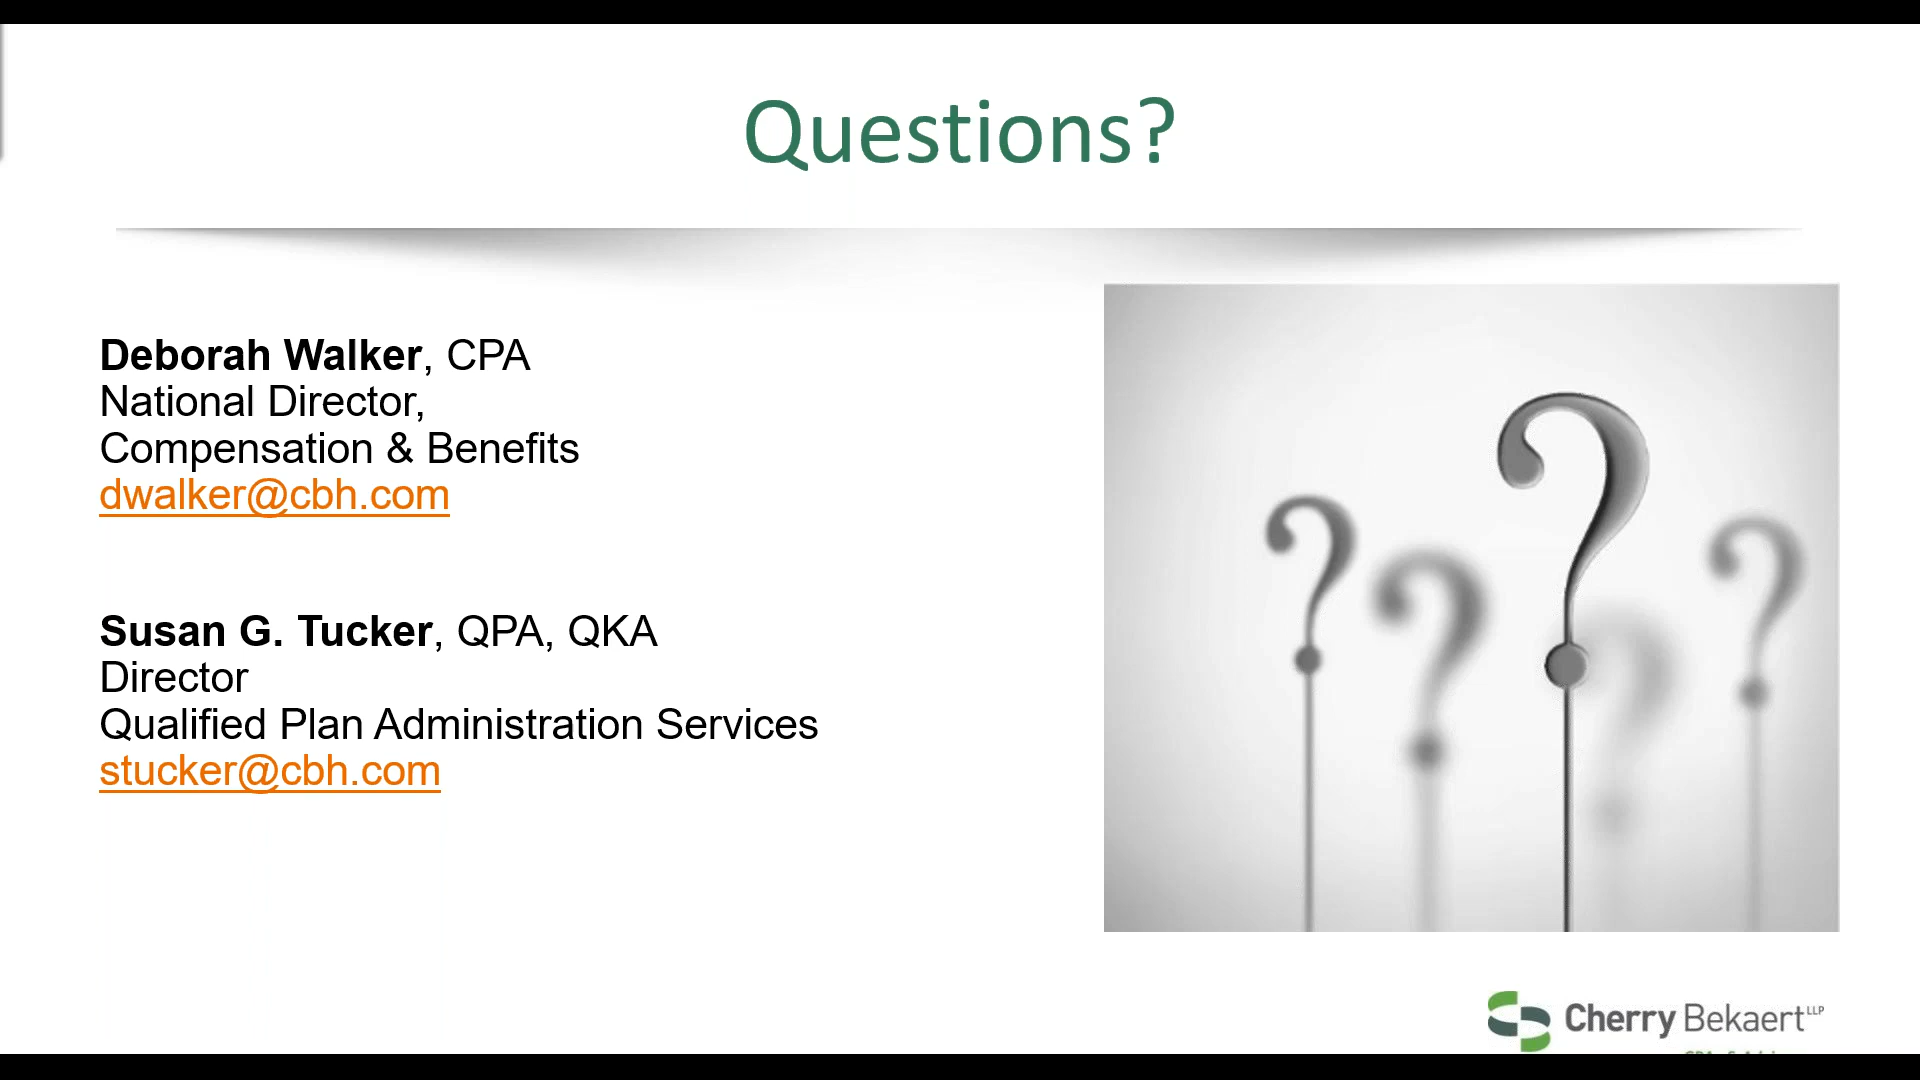 Questions?
Deborah Walker, CPA
National Director,
Compensation & Benefits
dwalker@cbh.com
Susan G. Tucker, QPA, QKA
Director
Qualified Plan Administration Services
stucker@cbh.com
Cherry Bekaert LLP